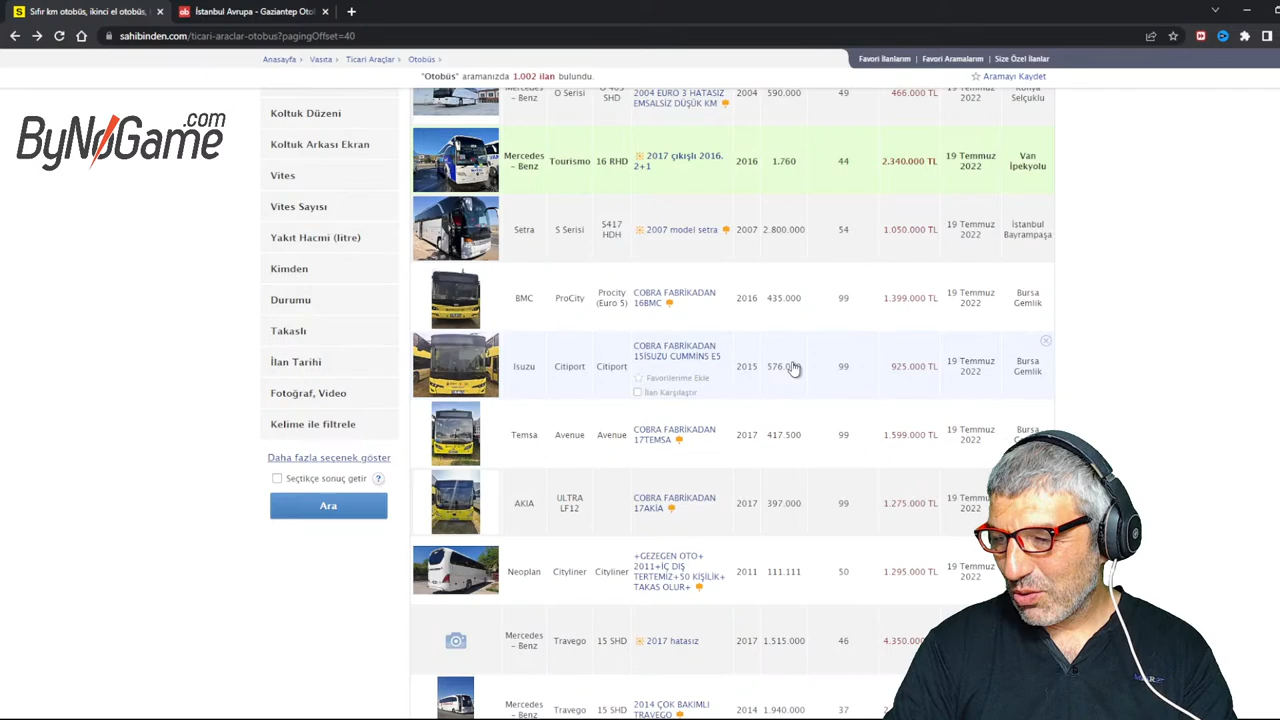 Sıfır km otobüs, ikinci el otobüs,
İstanbul Avrupa - Gaziantep Otobü
sahibinden.com/ticari-araclar-otobus?pagingOffset=40
Anasayfa > Vasıta > Ticari Araçlar > Otobüs >
Favori İlanlarım | Favori Aramalarım | Size Özel İlanlar
"Otobüs" aramanızda 1.002 ilan bulundu.
Aramayı Kaydet
ByNoGame.com
Koltuk Düzeni
Koltuk Arkası Ekran
Vites
Vites Sayısı
Yakıt Hacmi (litre)
Kimden
Durumu
Takaslı
İlan Tarihi
Fotoğraf, Video
Kelime ile filtrele
Daha fazla seçenek göster
Seçtikçe sonuç getir ?
Ara
Mercedes - Benz O Serisi O 403 SHD 2004 EURO 3 HATASIZ EMSALSİZ DÜŞÜK KM 2004 590.000 49 466.000 TL 19 Temmuz 2022 Konya Selçuklu
Mercedes - Benz Tourismo 16 RHD 2017 çıkışlı 2016. 2+1 2016 1.760 44 2.340.000 TL 19 Temmuz 2022 Van İpekyolu
Setra S Serisi S417 HDH 2007 model setra 2007 2.800.000 54 1.050.000 TL 19 Temmuz 2022 İstanbul Bayrampaşa
BMC ProCity Procity (Euro 5) COBRA FABRİKADAN 16BMC 2016 435.000 99 1.399.000 TL 19 Temmuz 2022 Bursa Gemlik
Isuzu Citiport Citiport COBRA FABRİKADAN 15İSUZU CUMMİNS E5 2015 99 925.000 TL 19 Temmuz 2022 Bursa Gemlik
Favorilerime Ekle
İlan Karşılaştır
Temsa Avenue Avenue COBRA FABRİKADAN 17TEMSA 2017 417.500 99 1.599.000 TL 19 Temmuz 2022 Bursa
AKIA ULTRA LF12 COBRA FABRİKADAN 17AKİA 2017 397.000 99 1.275.000 TL 19 Temmuz 2022 Bursa
Neoplan Cityliner Cityliner +GEZEGEN OTO+ 2011+İÇ DIŞ TERTEMİZ+50 KİŞİLİK+ TAKAS OLUR+ 2011 111.111 50 1.295.000 TL 19 Temmuz 2022
Mercedes - Benz Travego 15 SHD 2017 hatasız 2017 1.515.000 46 4.350.000
Mercedes - Benz Travego 15 SHD 2014 ÇOK BAKIMLI TRAVEGO 2014 1.940.000 37